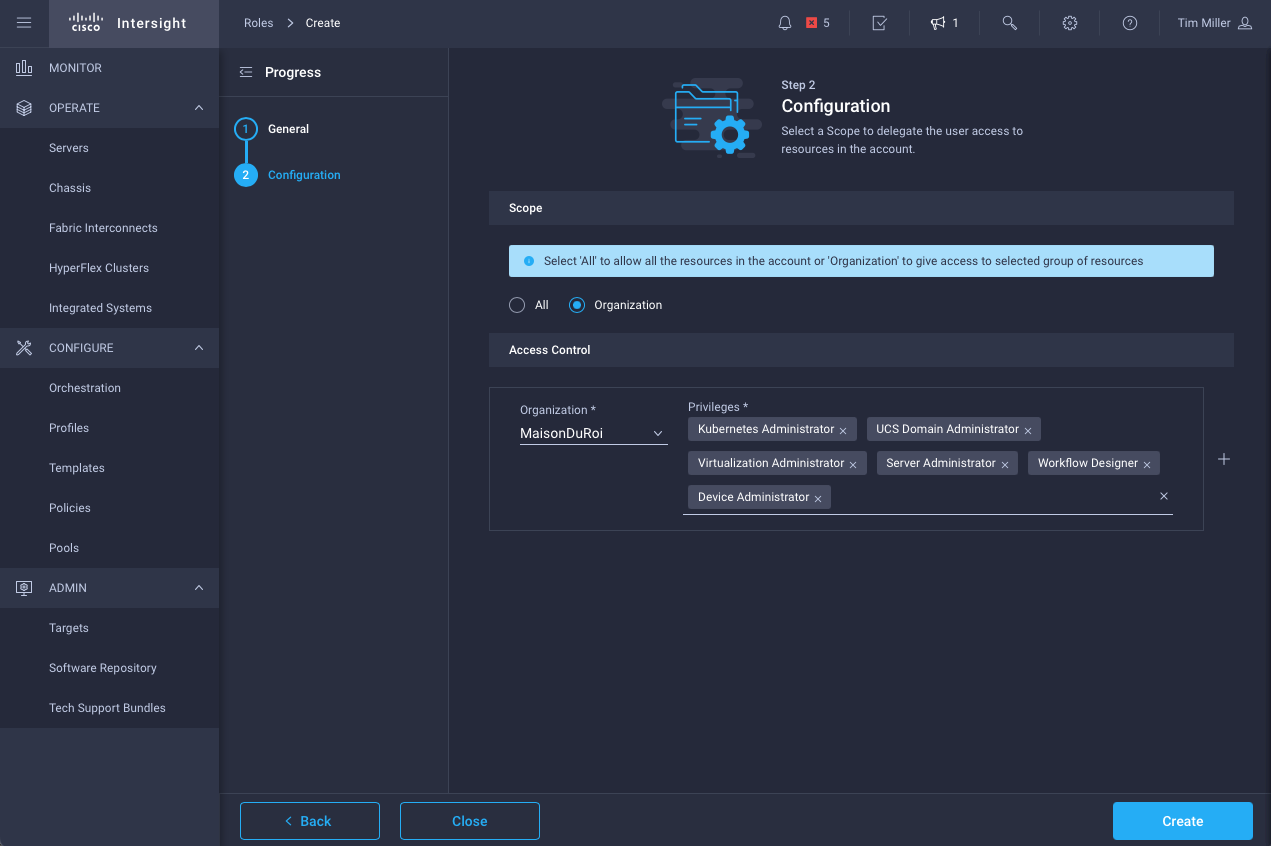 CISCO Intersight
Roles > Create
5
1
Tim Miller
MONITOR
OPERATE
Servers
Chassis
Fabric Interconnects
HyperFlex Clusters
Integrated Systems
CONFIGURE
Orchestration
Profiles
Templates
Policies
Pools
ADMIN
Targets
Software Repository
Tech Support Bundles
Progress
1 General
2 Configuration
Step 2
Configuration
Select a Scope to delegate the user access to
resources in the account.
Scope
Select 'All' to allow all the resources in the account or 'Organization' to give access to selected group of resources
All Organization
Access Control
Organization *
MaisonDuRoi
Privileges *
Kubernetes Administrator × UCS Domain Administrator ×
Virtualization Administrator × Server Administrator × Workflow Designer ×
Device Administrator ×
< Back
Close
Create